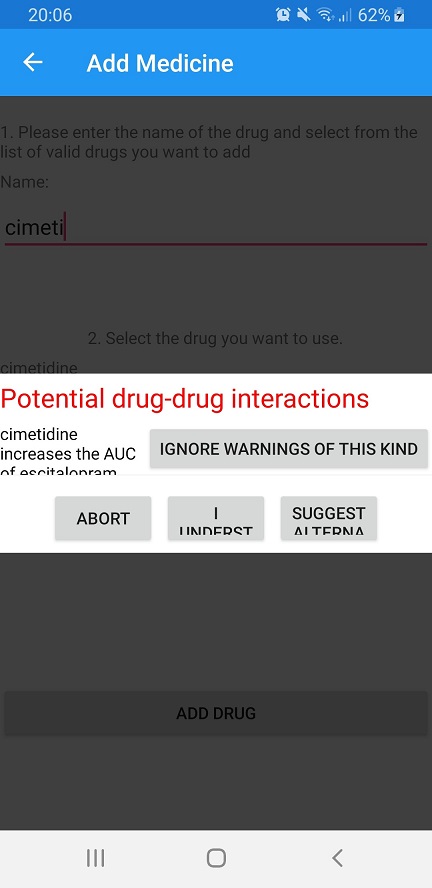 20:06 62%
Add Medicine
1. Please enter the name of the drug and select from the
list of valid drugs you want to add
Name:
cimeti
2. Select the drug you want to use.
cimetidine
Potential drug-drug interactions
cimetidine
increases the AUC
of escitalopram
IGNORE WARNINGS OF THIS KIND
ABORT
I
UNDERST
SUGGEST
ALTERNA
ADD DRUG